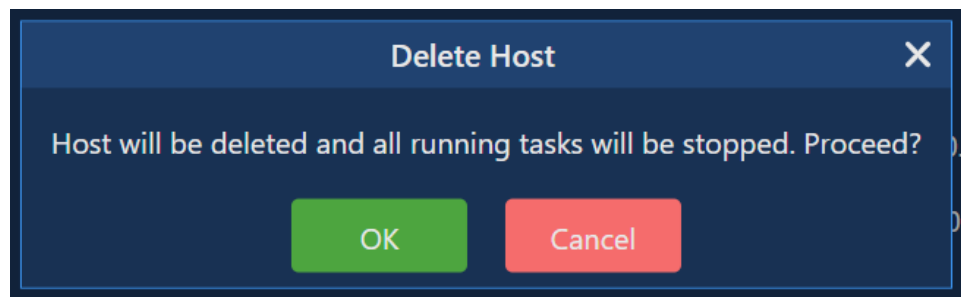 Delete Host
Host will be deleted and all running tasks will be stopped. Proceed?
OK
Cancel